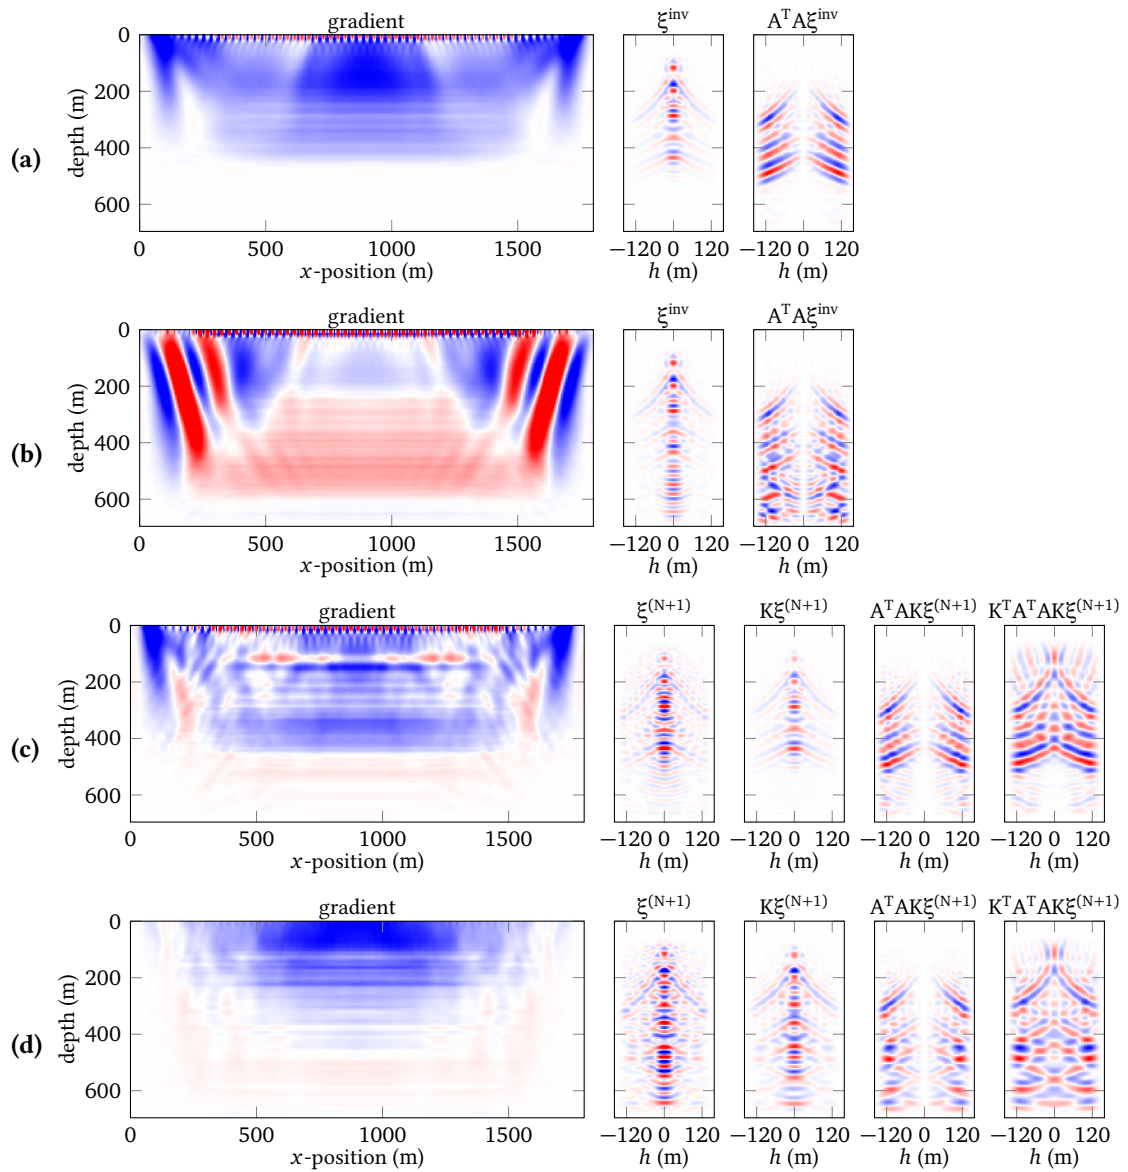 gradient ξ^inv A^T Aξ^inv
0
200
400
600
depth (m)
(a)
0 500 1000 1500 −120 0 120 −120 0 120
x-position (m) h (m) h (m)
gradient ξ^inv A^T Aξ^inv
0
200
400
600
depth (m)
(b)
0 500 1000 1500 −120 0 120 −120 0 120
x-position (m) h (m) h (m)
gradient ξ^(N+1) Kξ^(N+1) A^T AKξ^(N+1) K^T A^T AKξ^(N+1)
0
200
400
600
depth (m)
(c)
0 500 1000 1500 −120 0 120 −120 0 120 −120 0 120 −120 0 120
x-position (m) h (m) h (m) h (m) h (m)
gradient ξ^(N+1) Kξ^(N+1) A^T AKξ^(N+1) K^T A^T AKξ^(N+1)
0
200
400
600
depth (m)
(d)
0 500 1000 1500 −120 0 120 −120 0 120 −120 0 120 −120 0 120
x-position (m) h (m) h (m) h (m) h (m)